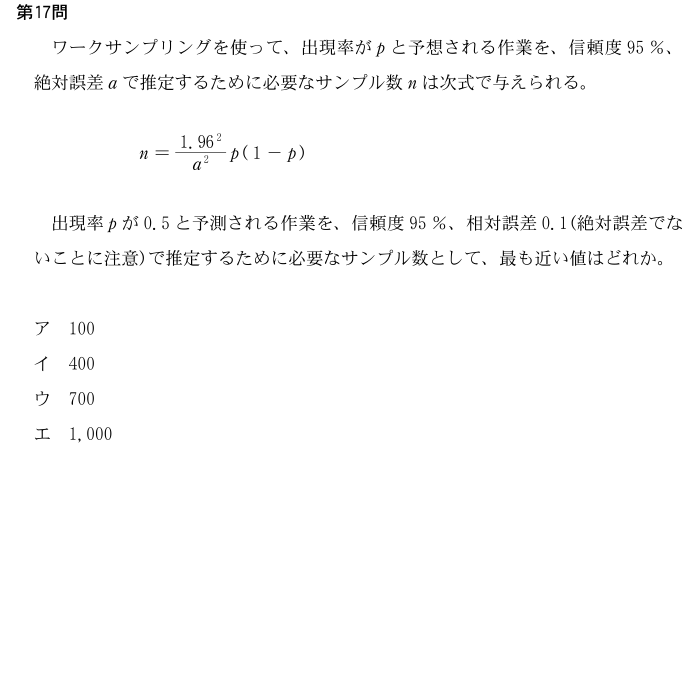 第17問
ワークサンプリングを使って、出現率が p と予想される作業を、信頼度 95 %、
絶対誤差 a で推定するために必要なサンプル数 n は次式で与えられる。
n = \frac{1.96^2}{a^2} p(1 − p)
出現率 p が 0.5 と予測される作業を、信頼度 95 %、相対誤差 0.1(絶対誤差でな
いことに注意)で推定するために必要なサンプル数として、最も近い値はどれか。
ア 100
イ 400
ウ 700
エ 1,000